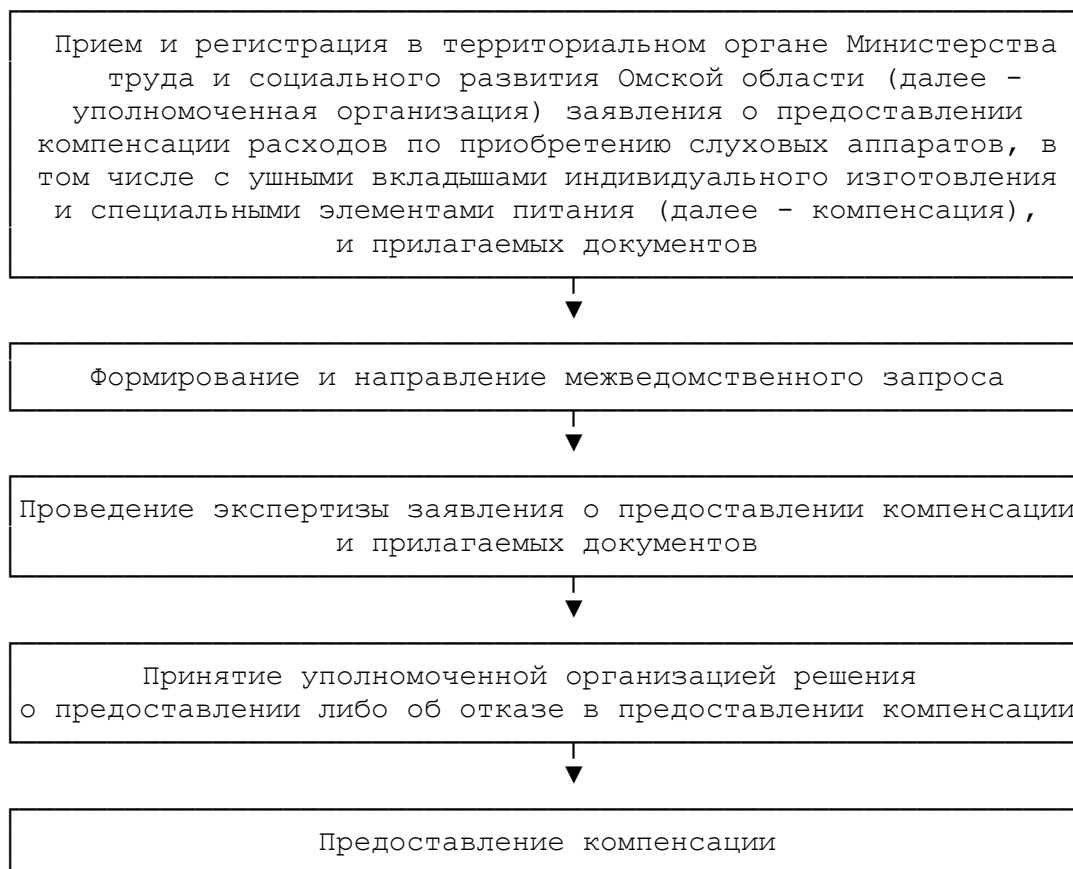 Прием и регистрация в территориальном органе Министерства
труда и социального развития Омской области (далее -
уполномоченная организация) заявления о предоставлении
компенсации расходов по приобретению слуховых аппаратов, в
том числе с ушными вкладышами индивидуального изготовления
и специальными элементами питания (далее - компенсация),
и прилагаемых документов
Формирование и направление межведомственного запроса
Проведение экспертизы заявления о предоставлении компенсации
и прилагаемых документов
Принятие уполномоченной организацией решения
о предоставлении либо об отказе в предоставлении компенсации
Предоставление компенсации